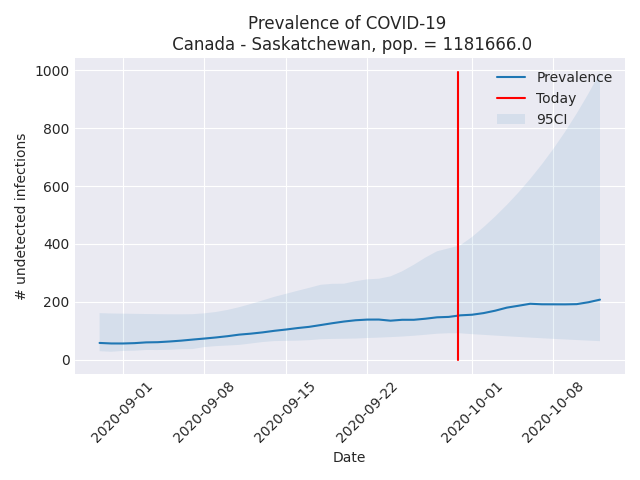 Prevalence of COVID-19
Canada - Saskatchewan, pop. = 1181666.0
Prevalence
Today
95CI
# undetected infections
1000
800
600
400
200
0
2020-09-01
2020-09-08
2020-09-15
2020-09-22
2020-10-01
2020-10-08
Date